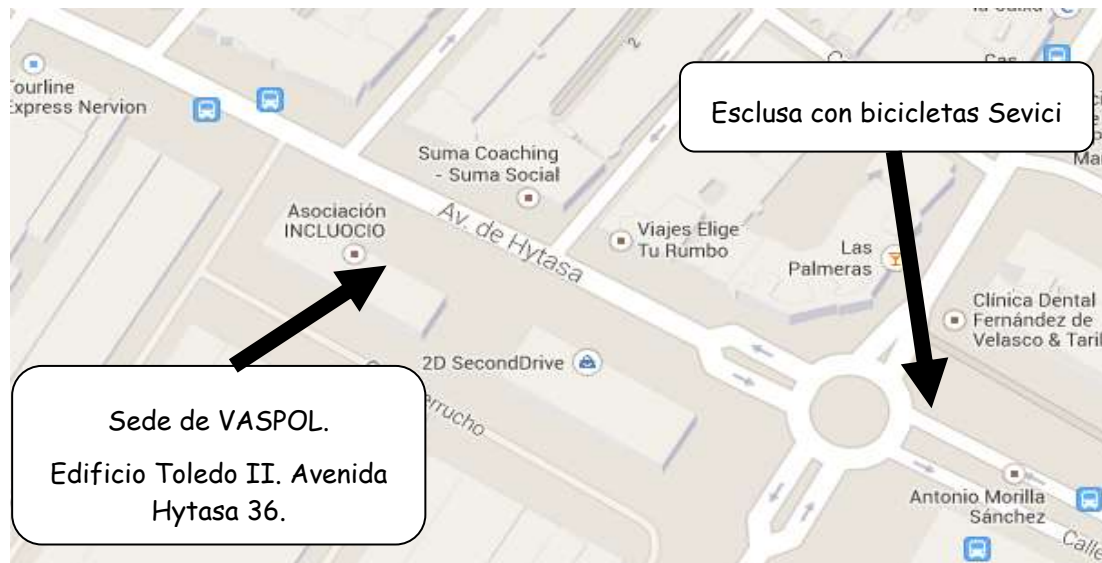 ourline
Express Nervion
Esclusa con bicicletas Sevici
Suma Coaching
- Suma Social
Asociación
INCLUOCIO
Av. de Hytasa
Viajes Elige
Tu Rumbo
Las
Palmeras
Clínica Dental
Fernández de
Velasco & Taril
2D SecondDrive
Sede de VASPOL.
Edificio Toledo II. Avenida
Hytasa 36.
Antonio Morilla
Sánchez
Calle